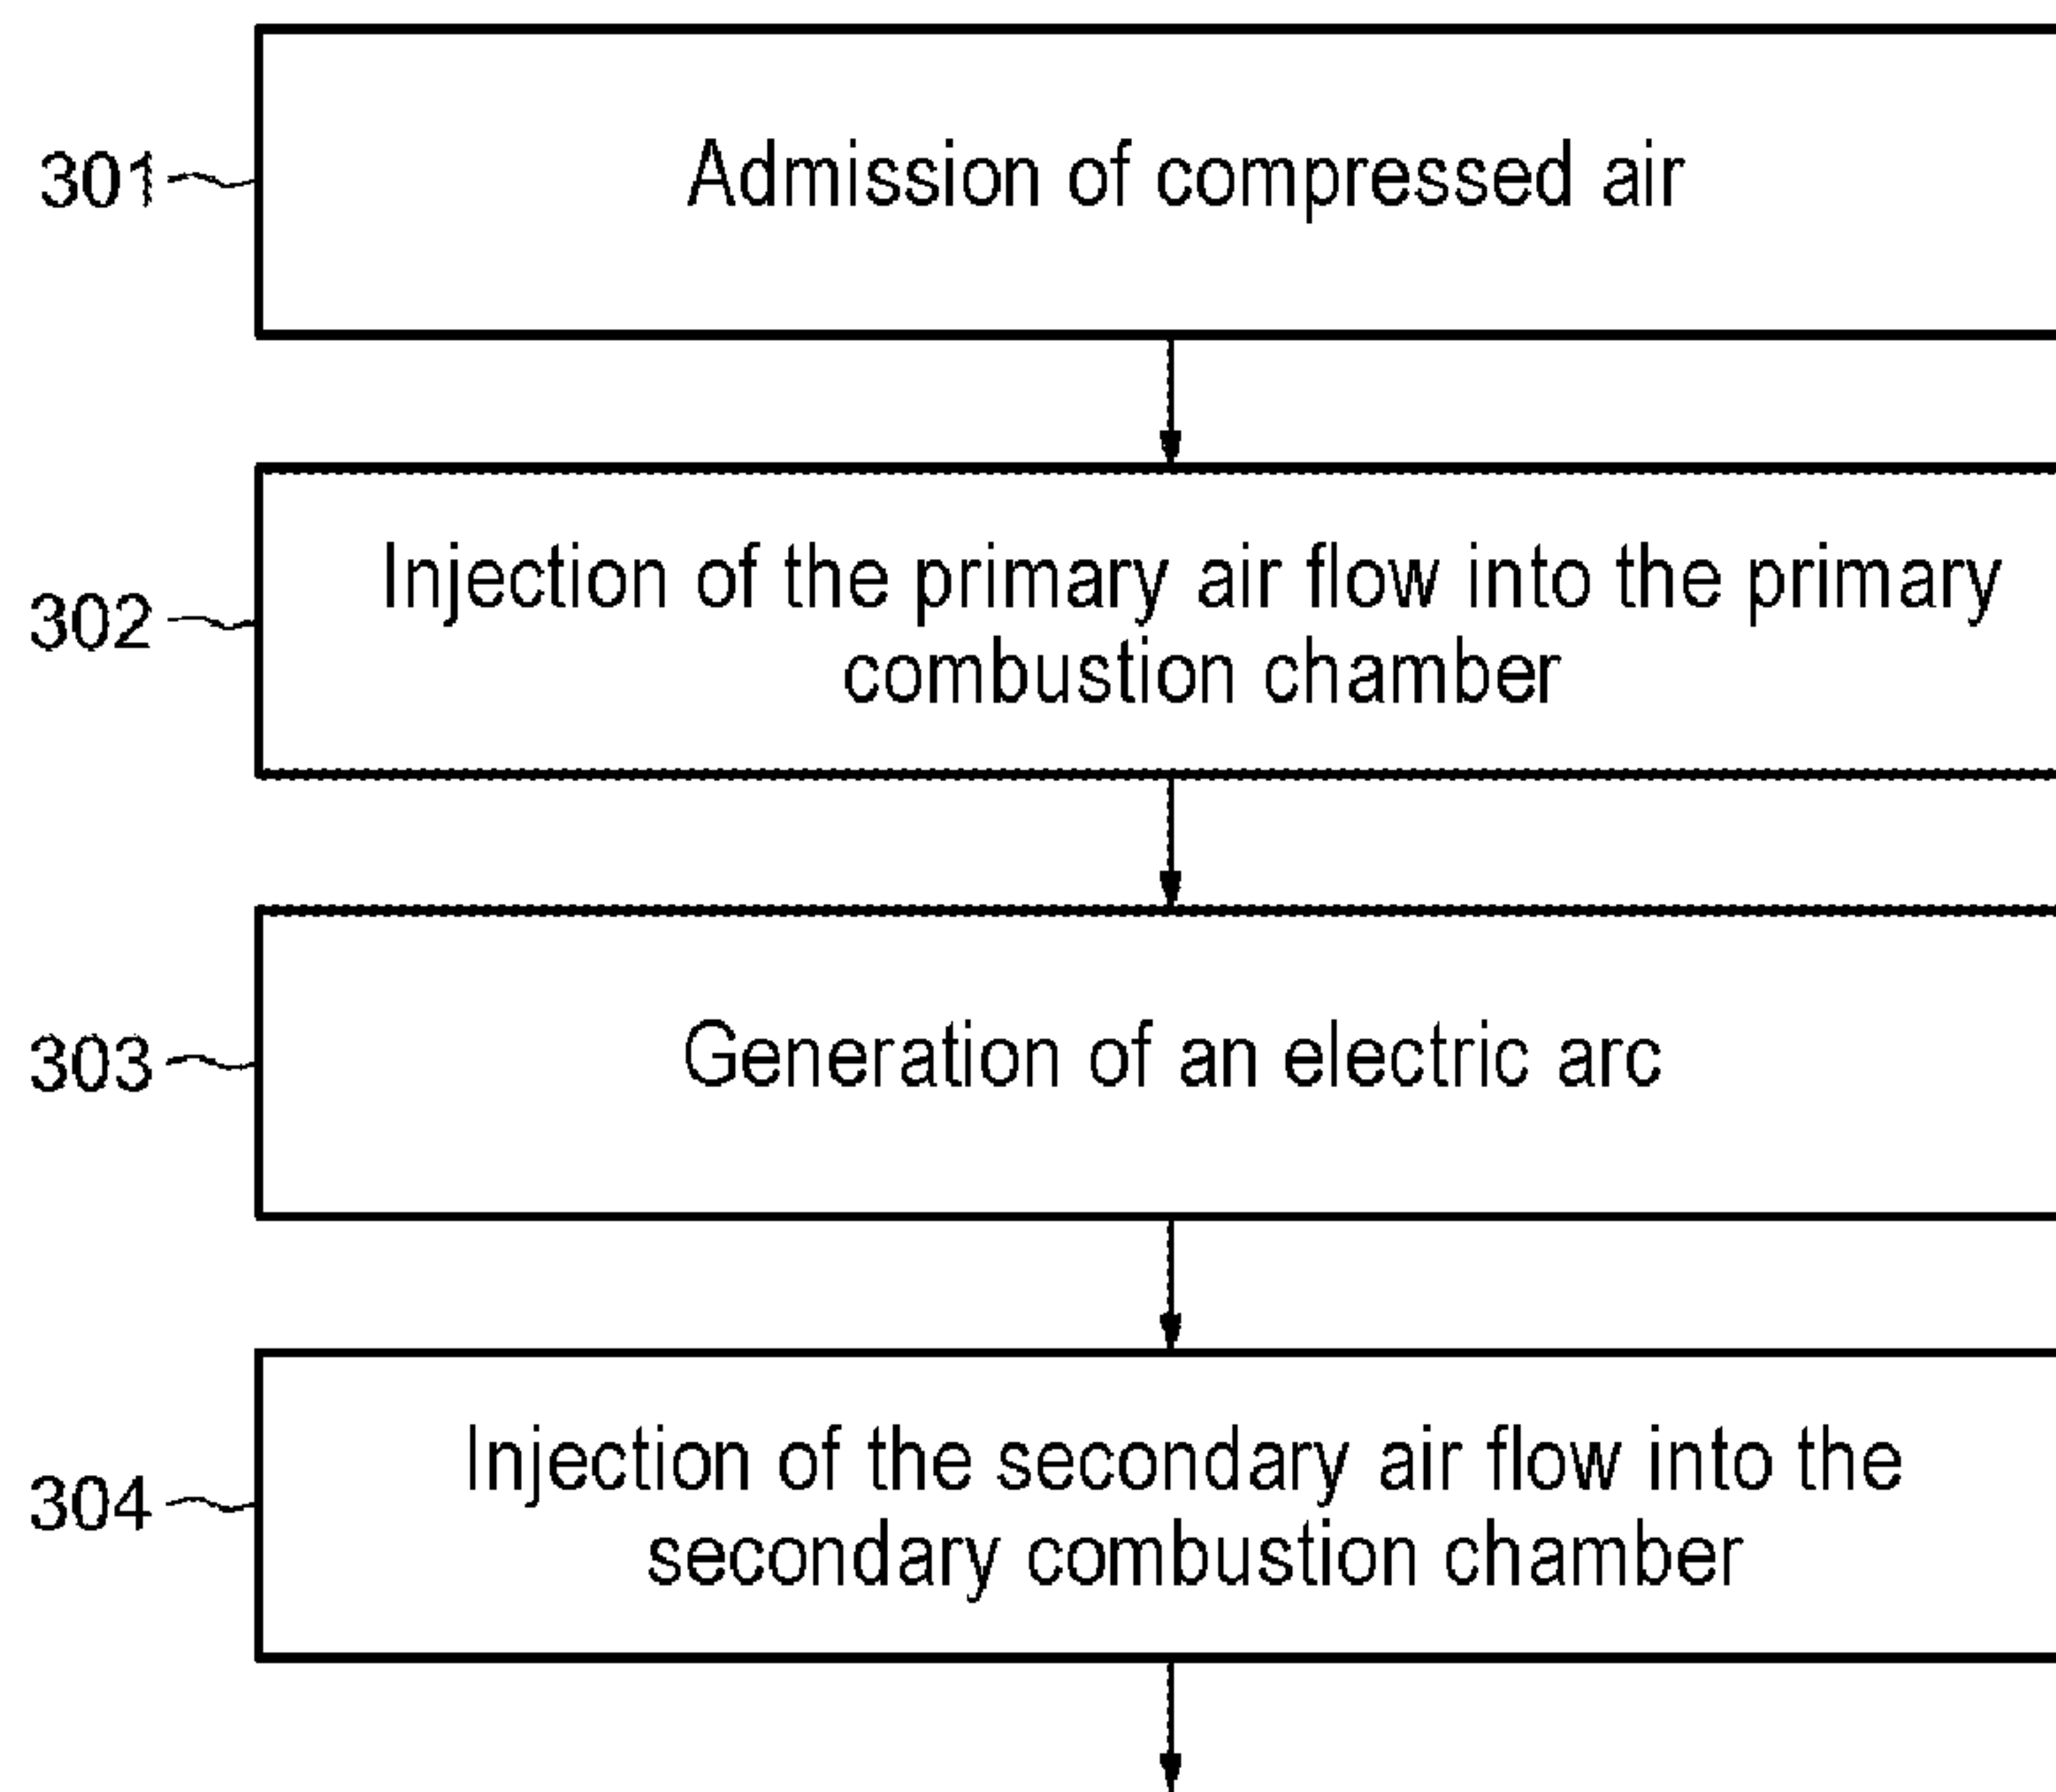 301
Admission of compressed air
302
Injection of the primary air flow into the primary
combustion chamber
303
Generation of an electric arc
304
Injection of the secondary air flow into the
secondary combustion chamber